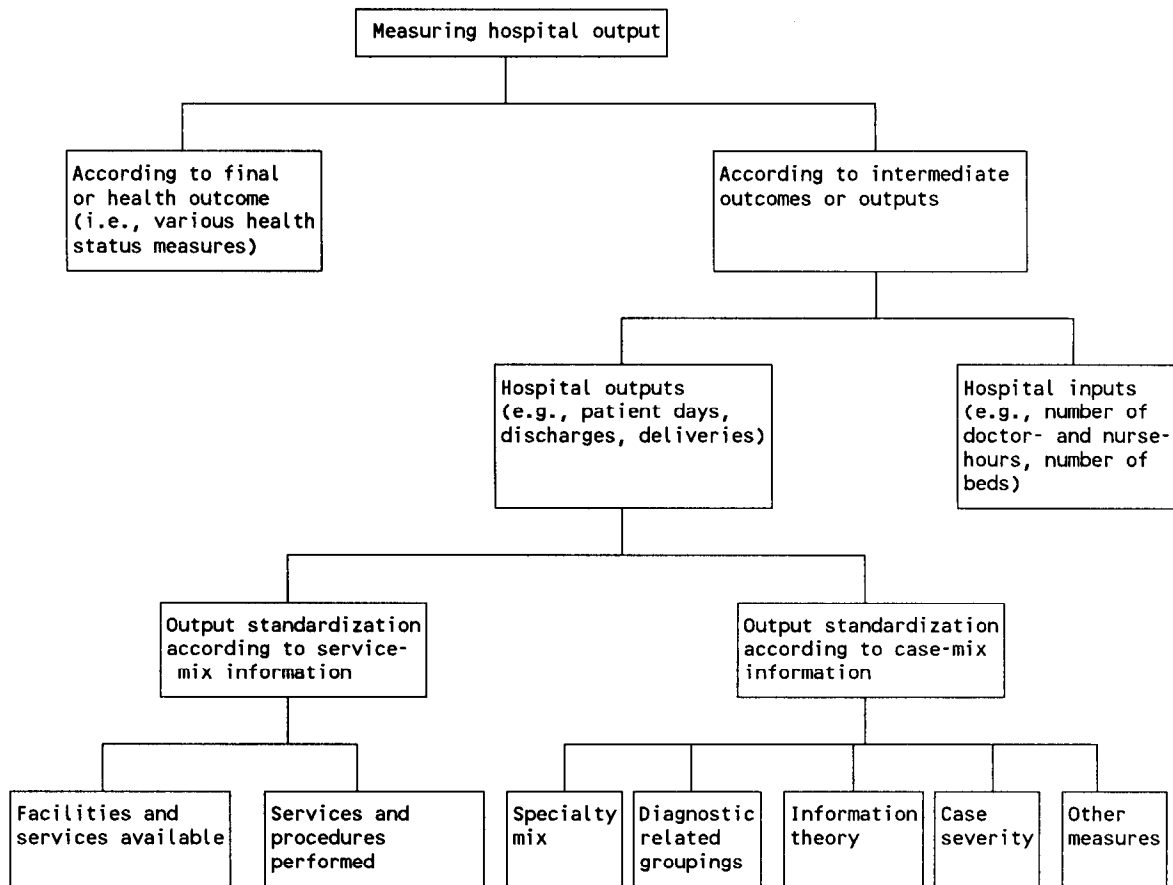 Measuring hospital output
According to final
or health outcome
(i.e., various health
status measures)
According to intermediate
outcomes or outputs
Hospital outputs
(e.g., patient days,
discharges, deliveries)
Hospital inputs
(e.g., number of
doctor- and nurse-
hours, number of
beds)
Output standardization
according to service-
mix information
Output standardization
according to case-mix
information
Facilities and
services available
Services and
procedures
performed
Specialty
mix
Diagnostic
related
groupings
Information
theory
Case
severity
Other
measures